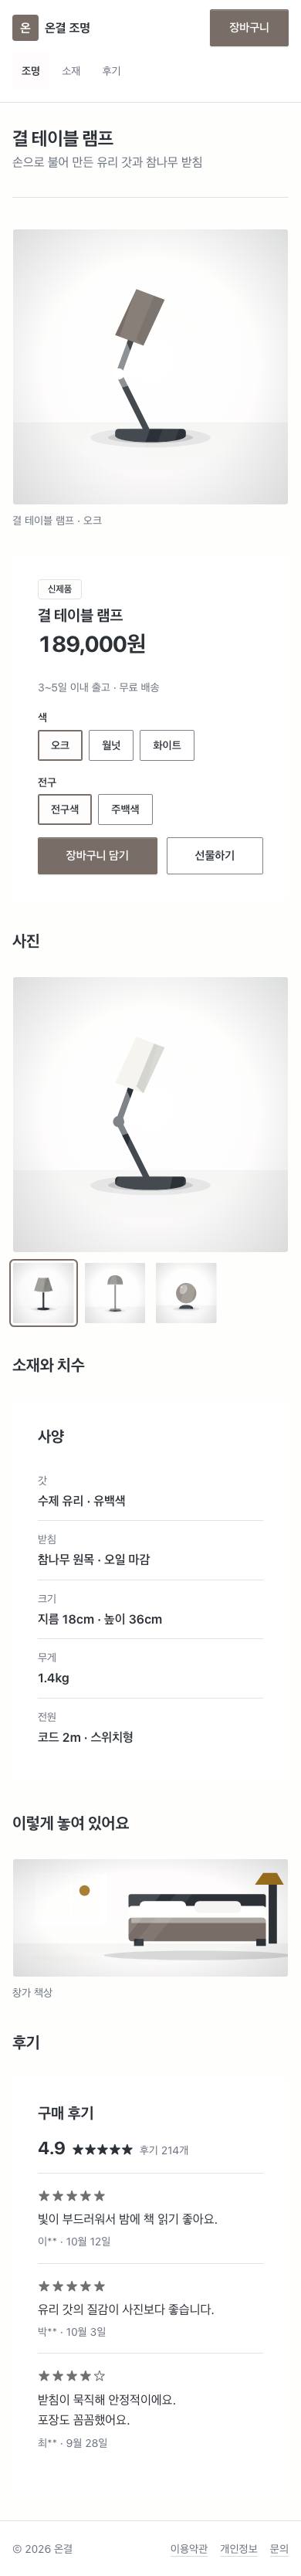 온 온결 조명
장바구니
조명 소재 후기
결 테이블 램프
손으로 불어 만든 유리 갓과 참나무 받침
결 테이블 램프 · 오크
신제품
결 테이블 램프
189,000원
3~5일 이내 출고 · 무료 배송
색
오크 월넛 화이트
전구
전구색 주백색
장바구니 담기 선물하기
사진
소재와 치수
사양
갓
수제 유리 · 유백색
받침
참나무 원목 · 오일 마감
크기
지름 18cm · 높이 36cm
무게
1.4kg
전원
코드 2m · 스위치형
이렇게 놓여 있어요
창가 책상
후기
구매 후기
4.9 ★★★★★ 후기 214개
★★★★★
빛이 부드러워서 밤에 책 읽기 좋아요.
이** · 10월 12일
★★★★★
유리 갓의 질감이 사진보다 좋습니다.
박** · 10월 3일
★★★★☆
받침이 묵직해 안정적이에요.
포장도 꼼꼼했어요.
최** · 9월 28일
© 2026 온결
이용약관 개인정보 문의